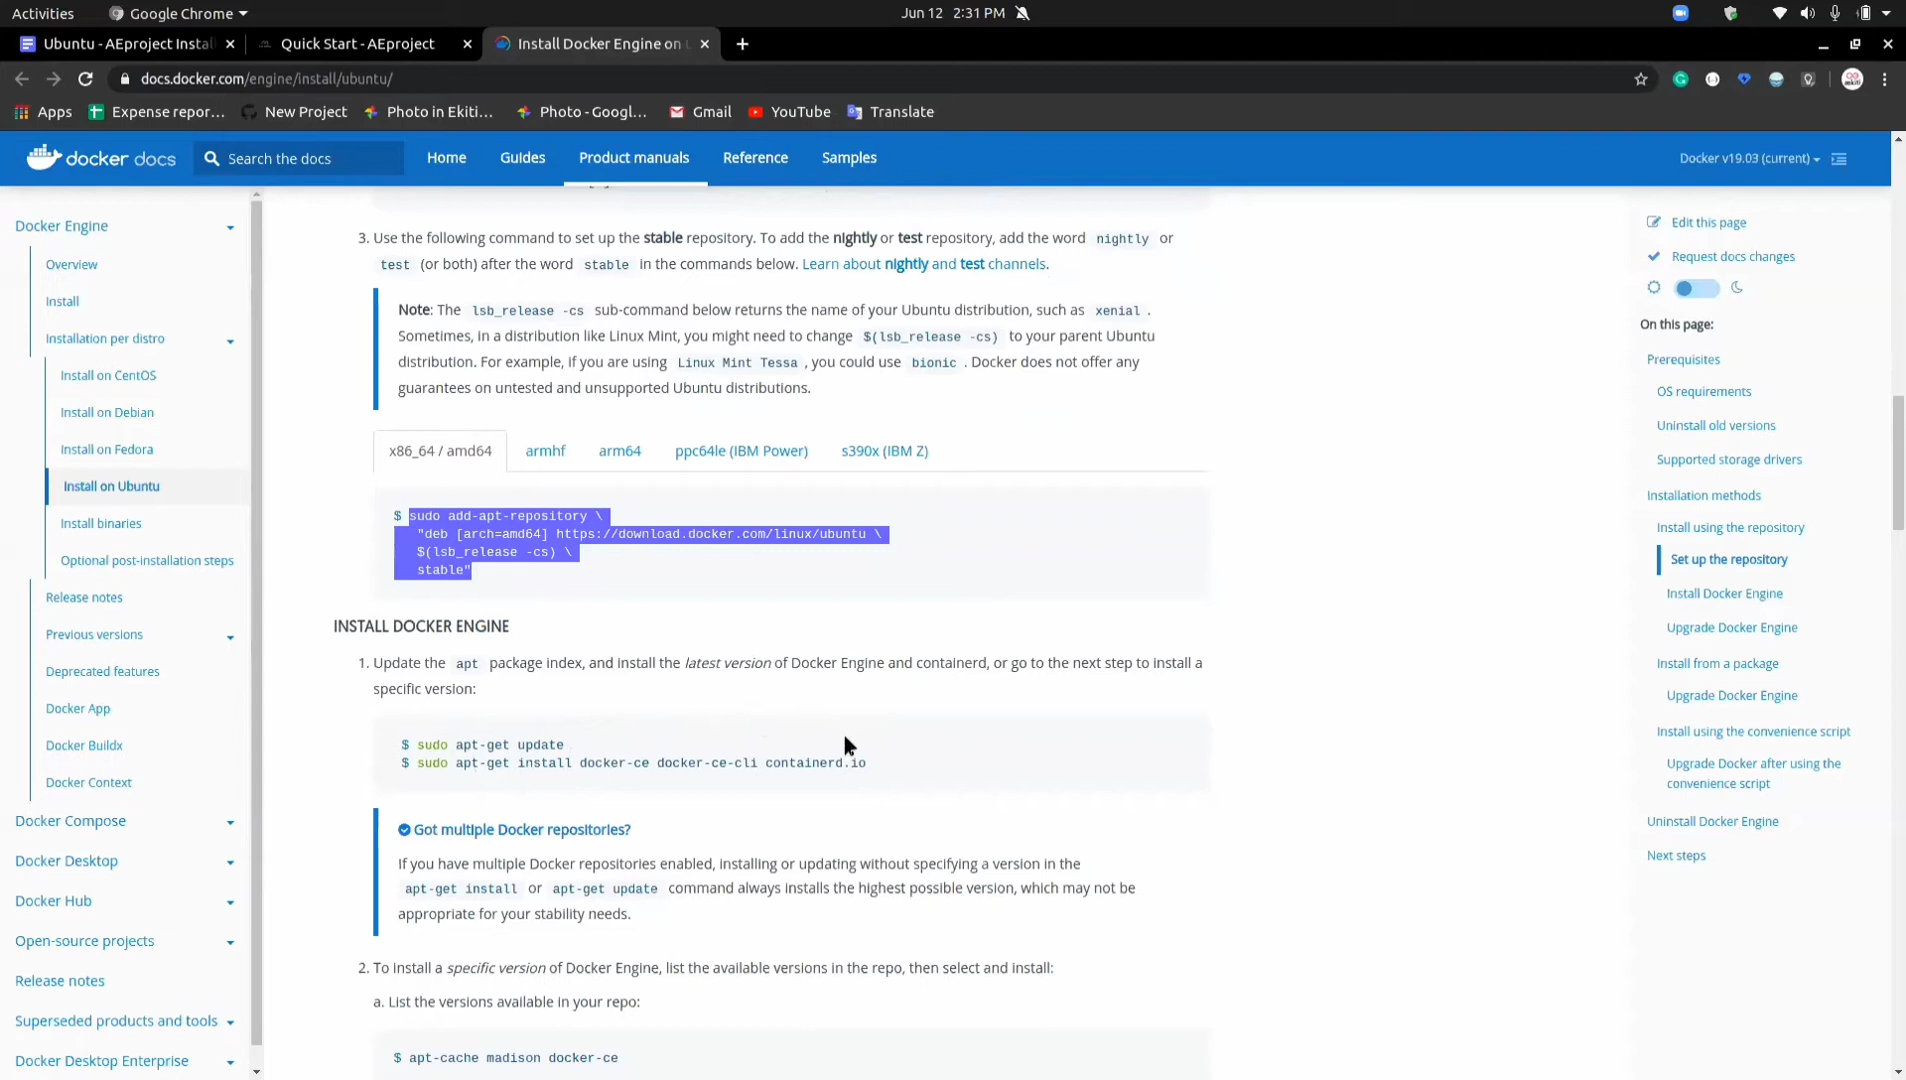 Activities Google Chrome Jun 12 2:31 PM
Ubuntu - AEproject Instal Quick Start - AEproject Install Docker Engine on
docs.docker.com/engine/install/ubuntu/
Apps Expense repor... New Project Photo in Ekiti... Photo - Googl... Gmail YouTube Translate
docker docs Search the docs Home Guides Product manuals Reference Samples Docker v19.03 (current)
Docker Engine
Overview
Install
Installation per distro
Install on CentOS
Install on Debian
Install on Fedora
Install on Ubuntu
Install binaries
Optional post-installation steps
Release notes
Previous versions
Deprecated features
Docker App
Docker Buildx
Docker Context
Docker Compose
Docker Desktop
Docker Hub
Open-source projects
Release notes
Superseded products and tools
Docker Desktop Enterprise
3. Use the following command to set up the stable repository. To add the nightly or test repository, add the word nightly or
test (or both) after the word stable in the commands below. Learn about nightly and test channels.
Note: The lsb_release -cs sub-command below returns the name of your Ubuntu distribution, such as xenial .
Sometimes, in a distribution like Linux Mint, you might need to change $(lsb_release -cs) to your parent Ubuntu
distribution. For example, if you are using Linux Mint Tessa , you could use bionic . Docker does not offer any
guarantees on untested and unsupported Ubuntu distributions.
x86_64 / amd64 armhf arm64 ppc64le (IBM Power) s390x (IBM Z)
$ sudo add-apt-repository \
"deb [arch=amd64] https://download.docker.com/linux/ubuntu \
$(lsb_release -cs) \
stable"
INSTALL DOCKER ENGINE
1. Update the apt package index, and install the latest version of Docker Engine and containerd, or go to the next step to install a
specific version:
$ sudo apt-get update
$ sudo apt-get install docker-ce docker-ce-cli containerd.io
Got multiple Docker repositories?
If you have multiple Docker repositories enabled, installing or updating without specifying a version in the
apt-get install or apt-get update command always installs the highest possible version, which may not be
appropriate for your stability needs.
2. To install a specific version of Docker Engine, list the available versions in the repo, then select and install:
a. List the versions available in your repo:
$ apt-cache madison docker-ce
Edit this page
Request docs changes
On this page:
Prerequisites
OS requirements
Uninstall old versions
Supported storage drivers
Installation methods
Install using the repository
Set up the repository
Install Docker Engine
Upgrade Docker Engine
Install from a package
Upgrade Docker Engine
Install using the convenience script
Upgrade Docker after using the
convenience script
Uninstall Docker Engine
Next steps